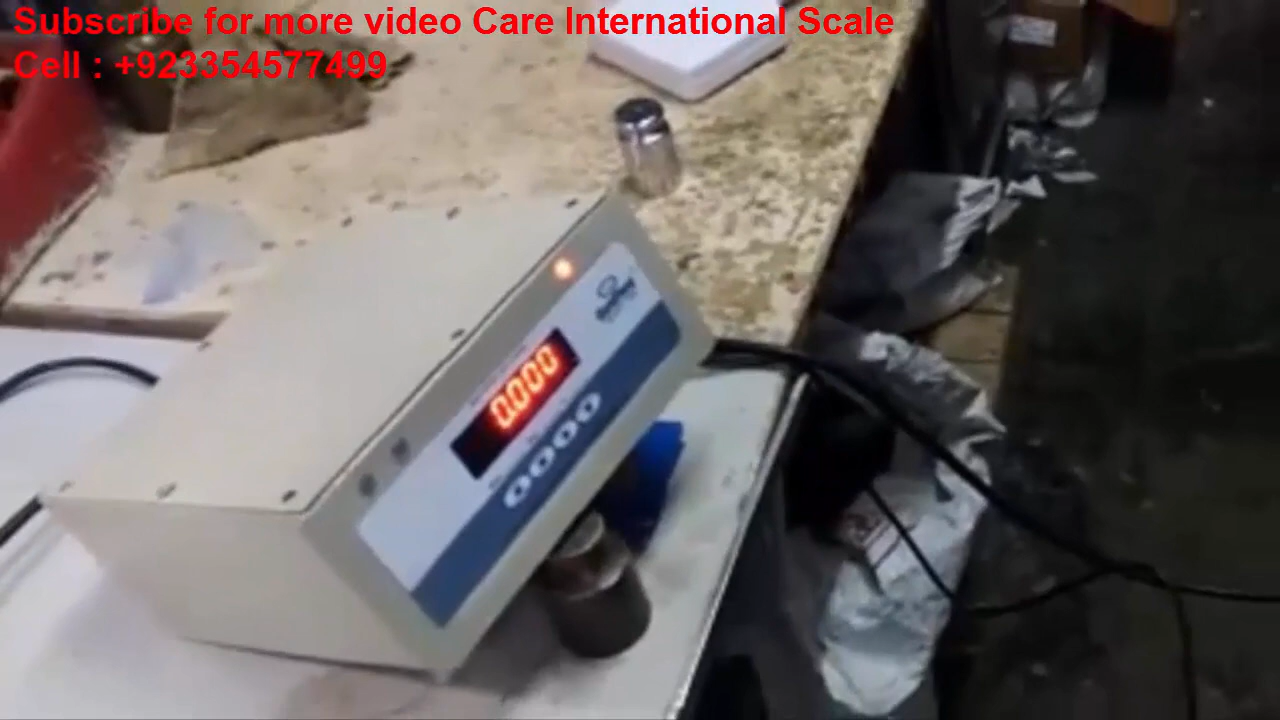 Subscribe for more video Care International Scale
Cell : +923354577499
0.000